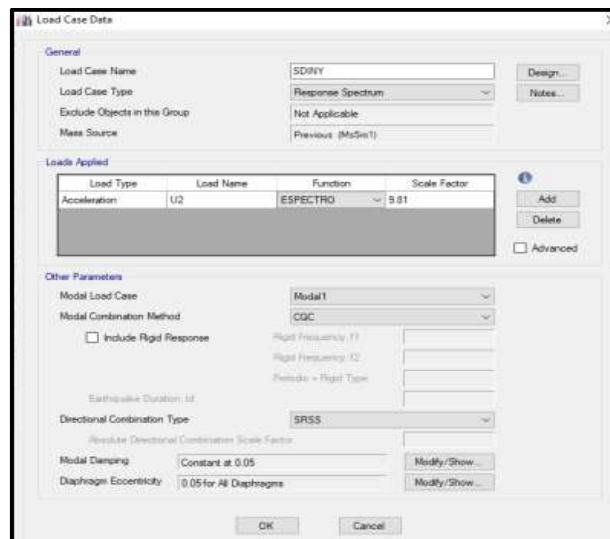 Load Case Data
General
Load Case Name SDINY Design...
Load Case Type Response Spectrum Notes...
Exclude Objects in this Group Not Applicable
Mass Source Previous (MsSrc1)
Loads Applied
Load Type Load Name Function Scale Factor
Acceleration U2 ESPECTRO 9.81
Add
Delete
Advanced
Other Parameters
Modal Load Case Modal1
Modal Combination Method CQC
Include Rigid Response Rigid Frequency, f1
Rigid Frequency, f2
Periodic + Rigid Type
Earthquake Duration, td
Directional Combination Type SRSS
Absolute Directional Combination Scale Factor
Modal Damping Constant at 0.05 Modify/Show...
Diaphragm Eccentricity 0.05 for All Diaphragms Modify/Show...
OK Cancel